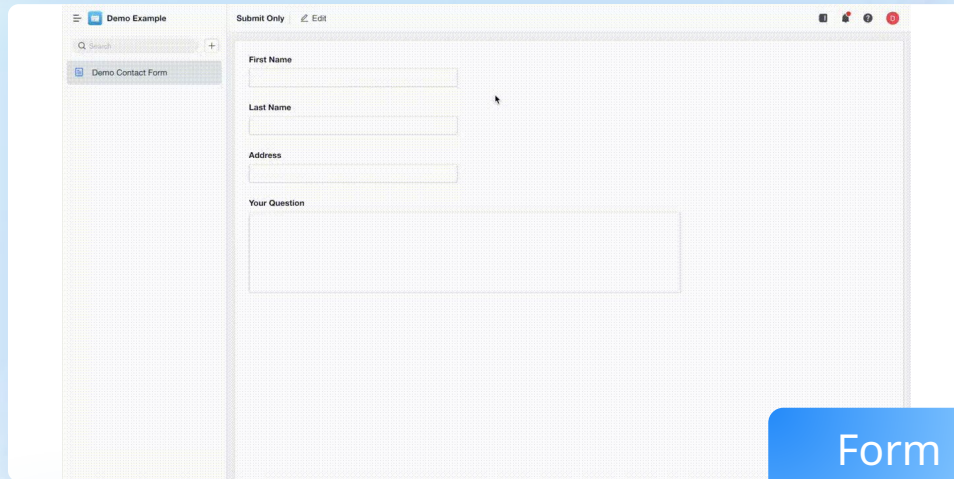 Demo Example
Submit Only
Edit
Search
Demo Contact Form
First Name
Last Name
Address
Your Question
Form